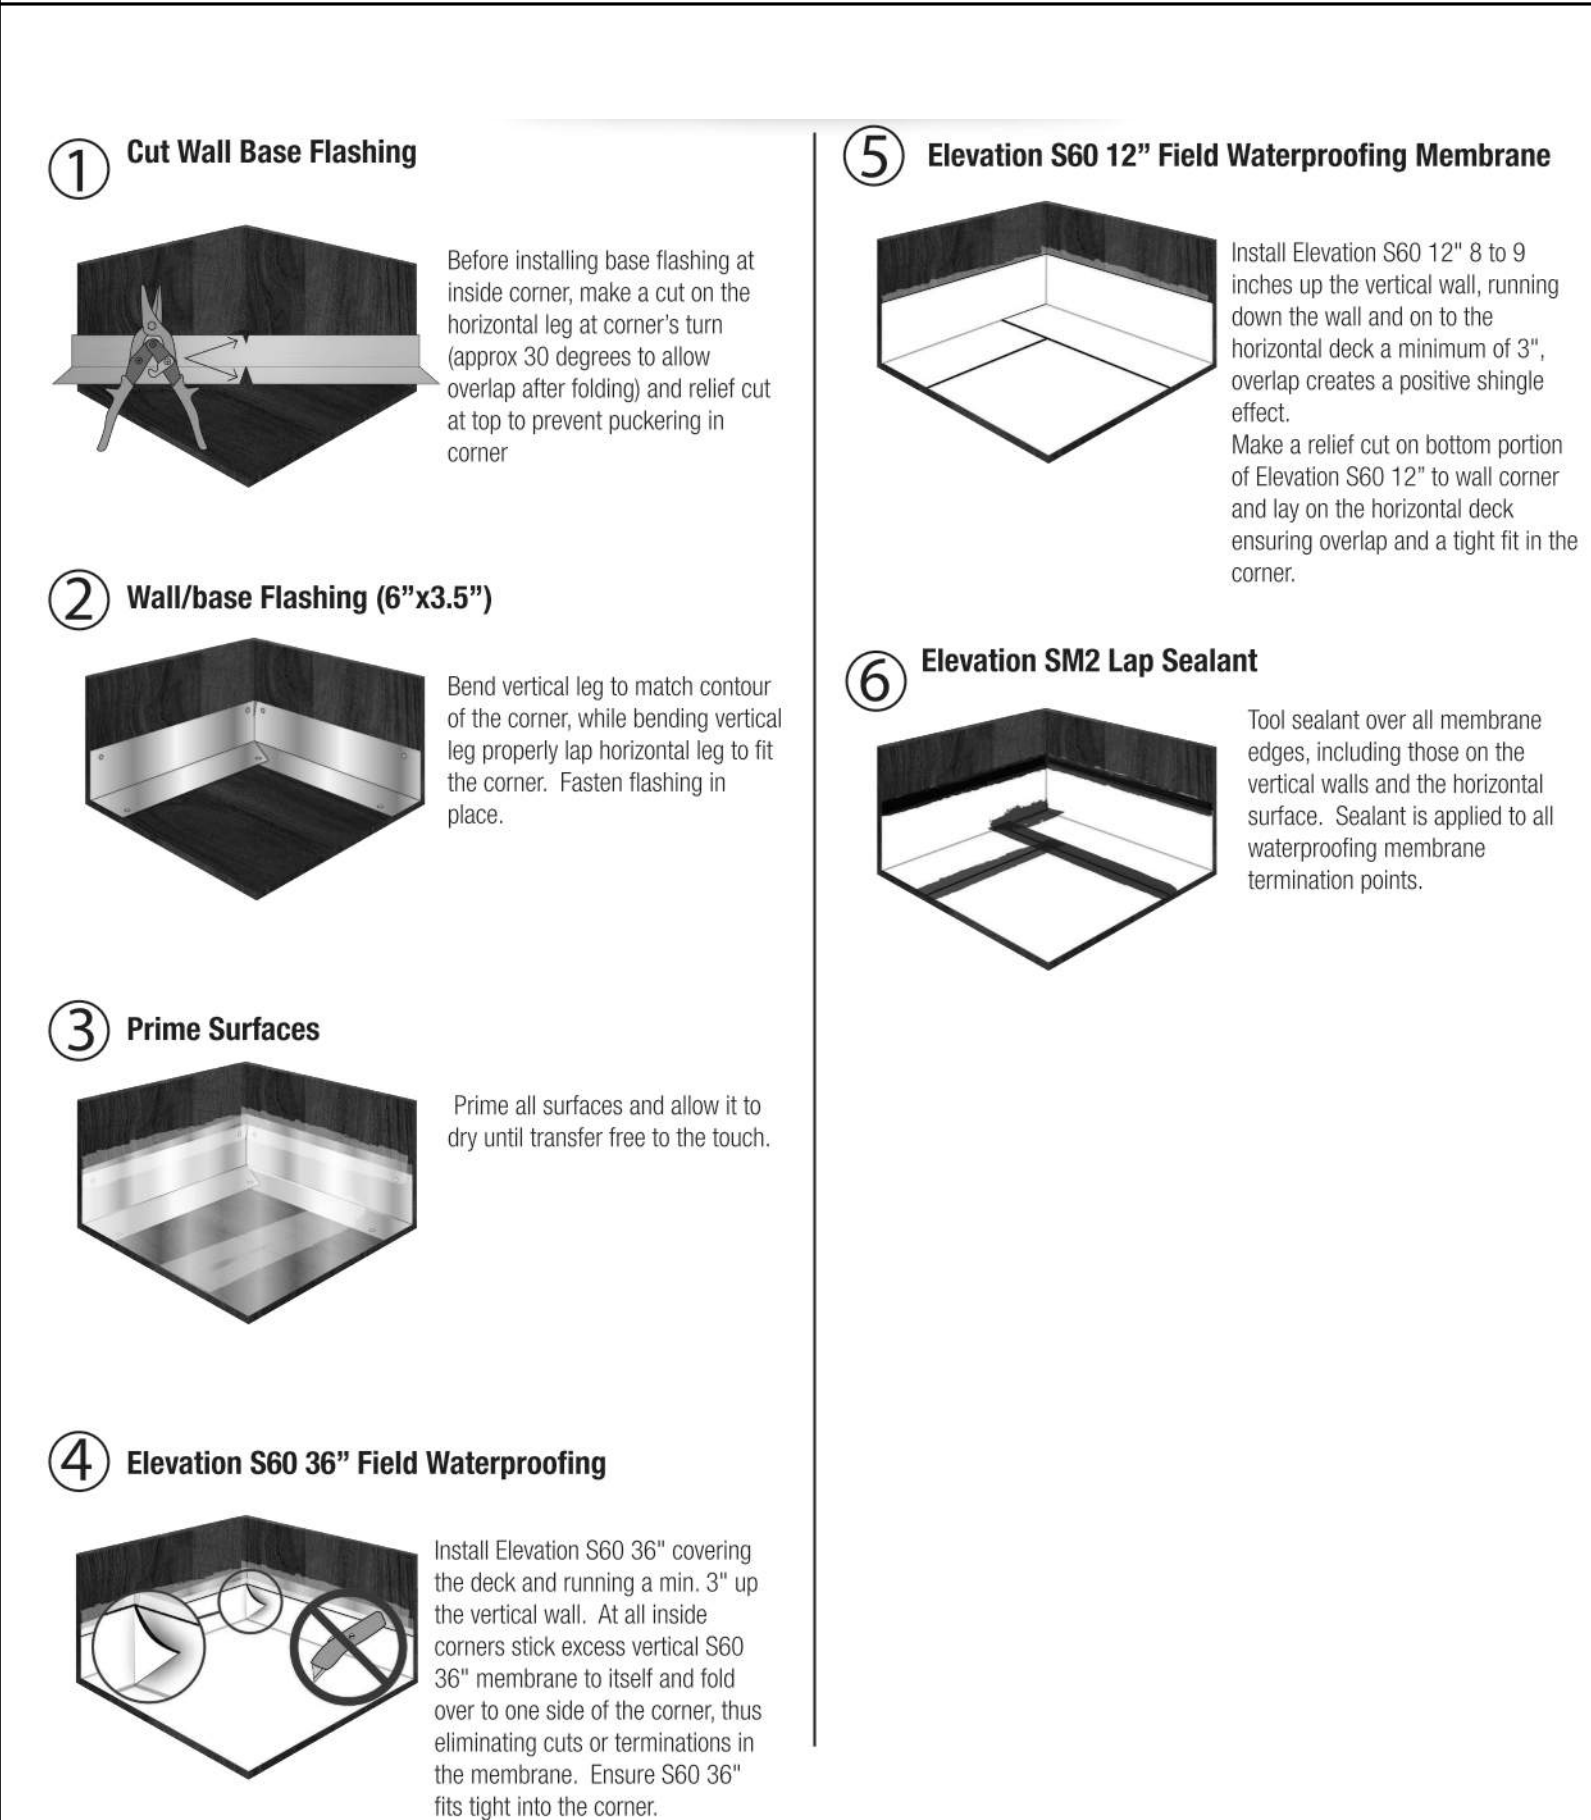 1
Cut Wall Base Flashing
Before installing base flashing at
inside corner, make a cut on the
horizontal leg at corner's turn
(approx 30 degrees to allow
overlap after folding) and relief cut
at top to prevent puckering in
corner
2
Wall/base Flashing (6”x3.5”)
Bend vertical leg to match contour
of the corner, while bending vertical
leg properly lap horizontal leg to fit
the corner. Fasten flashing in
place.
3
Prime Surfaces
Prime all surfaces and allow it to
dry until transfer free to the touch.
4
Elevation S60 36” Field Waterproofing
Install Elevation S60 36" covering
the deck and running a min. 3" up
the vertical wall. At all inside
corners stick excess vertical S60
36" membrane to itself and fold
over to one side of the corner, thus
eliminating cuts or terminations in
the membrane. Ensure S60 36"
fits tight into the corner.
5
Elevation S60 12” Field Waterproofing Membrane
Install Elevation S60 12" 8 to 9
inches up the vertical wall, running
down the wall and on to the
horizontal deck a minimum of 3",
overlap creates a positive shingle
effect.
Make a relief cut on bottom portion
of Elevation S60 12” to wall corner
and lay on the horizontal deck
ensuring overlap and a tight fit in the
corner.
6
Elevation SM2 Lap Sealant
Tool sealant over all membrane
edges, including those on the
vertical walls and the horizontal
surface. Sealant is applied to all
waterproofing membrane
termination points.